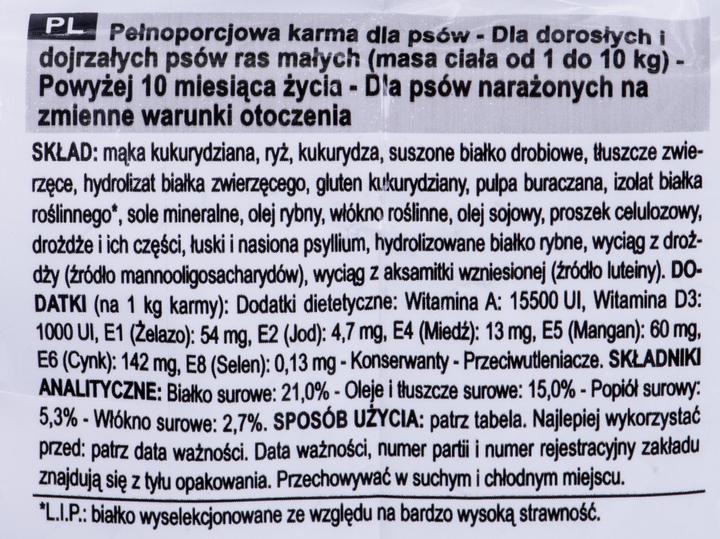 PL Pełnoporcjowa karma dla psów - Dla dorosłych i
dojrzałych psów ras małych (masa ciała od 1 do 10 kg) -
Powyżej 10 miesiąca życia - Dla psów narażonych na
zmienne warunki otoczenia
SKŁAD: mąka kukurydziana, ryż, kukurydza, suszone białko drobiowe, tłuszcze zwie-
rzęce, hydrolizat białka zwierzęcego, gluten kukurydziany, pulpa buraczana, izolat białka
roślinnego*, sole mineralne, olej rybny, włókno roślinne, olej sojowy, proszek celulozowy,
drożdże i ich części, łuski i nasiona psyllium, hydrolizowane białko rybne, wyciąg z droż-
dży (źródło mannooligosacharydów), wyciąg z aksamitki wzniesionej (źródło luteiny). DO-
DATKI (na 1 kg karmy): Dodatki dietetyczne: Witamina A: 15500 UI, Witamina D3:
1000 UI, E1 (Żelazo): 54 mg, E2 (Jod): 4,7 mg, E4 (Miedź): 13 mg, E5 (Mangan): 60 mg,
E6 (Cynk): 142 mg, E8 (Selen): 0,13 mg - Konserwanty - Przeciwutleniacze. SKŁADNIKI
ANALITYCZNE: Białko surowe: 21,0% - Oleje i tłuszcze surowe: 15,0% - Popiół surowy:
5,3% - Włókno surowe: 2,7%. SPOSÓB UŻYCIA: patrz tabela. Najlepiej wykorzystać
przed: patrz data ważności. Data ważności, numer partii i numer rejestracyjny zakładu
znajdują się z tyłu opakowania. Przechowywać w suchym i chłodnym miejscu.
*L.I.P.: białko wyselekcjonowane ze względu na bardzo wysoką strawność.